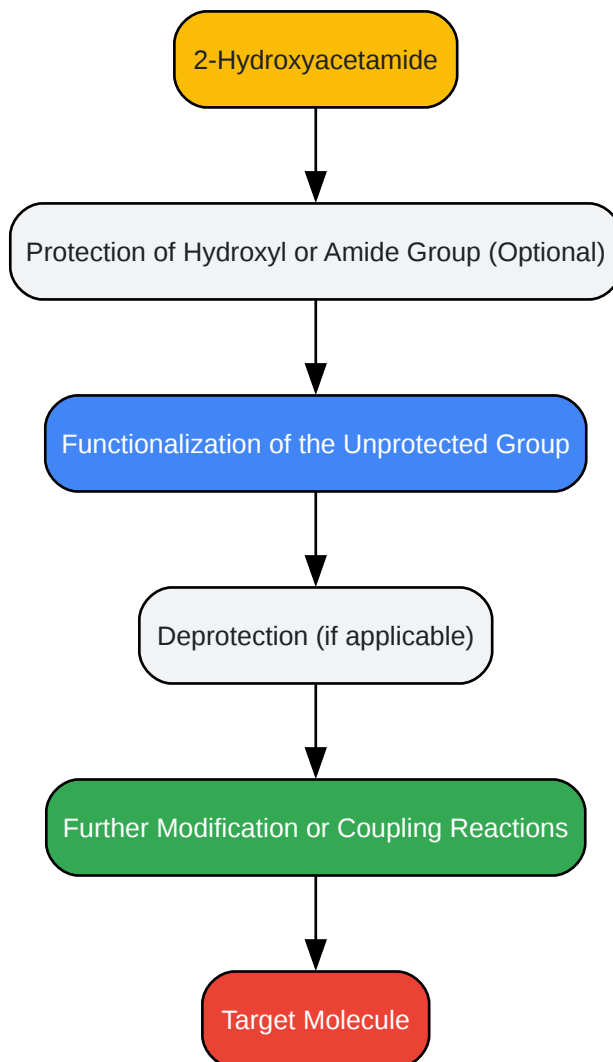 2-Hydroxyacetamide
Protection of Hydroxyl or Amide Group (Optional)
Functionalization of the Unprotected Group
Deprotection (if applicable)
Further Modification or Coupling Reactions
Target Molecule